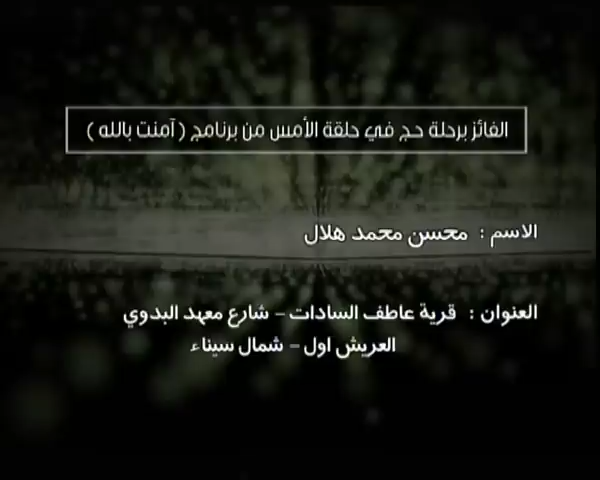 الفائز برحلة حج في حلقة الأمس من برنامج ( آمنت بالله )
الاسم : محسن محمد هلال
العنوان : قرية عاطف السادات - شارع معهد البدوي
العريش اول - شمال سيناء